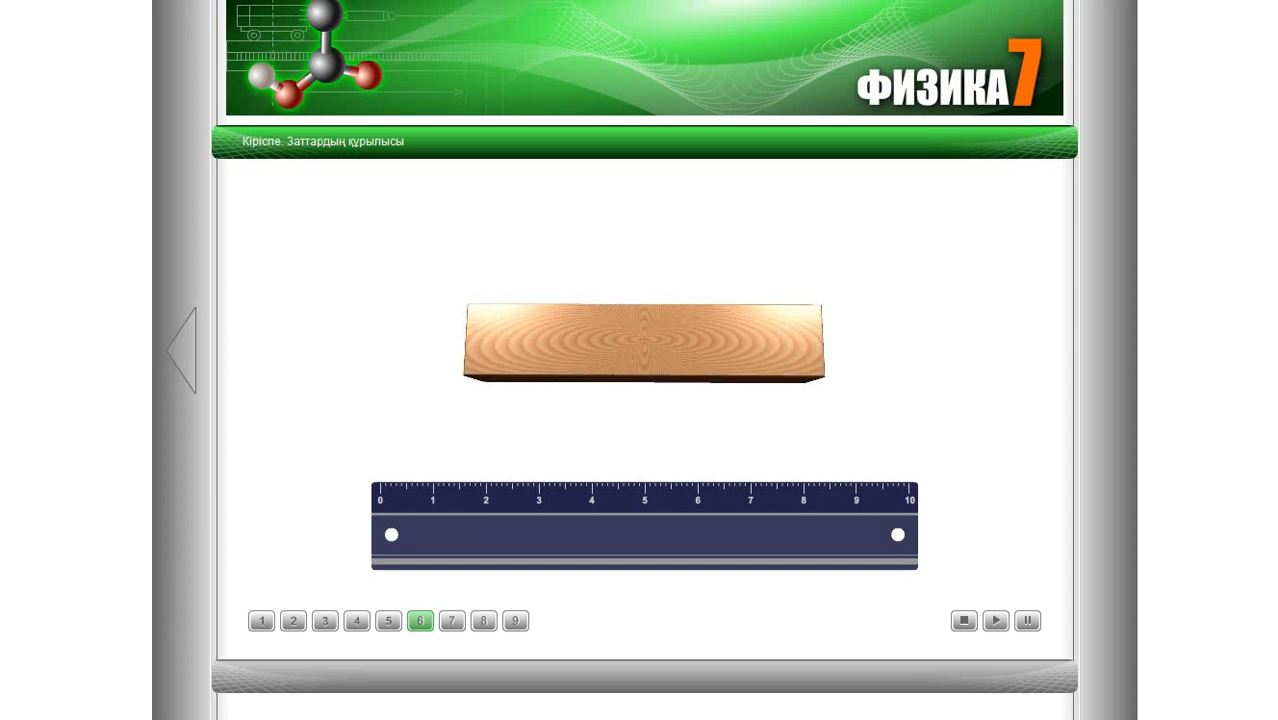 ФИЗИКА7
Кіріспе. Заттардың құрылысы
0 1 2 3 4 5 6 7 8 9 10
1 2 3 4 5 6 7 8 9